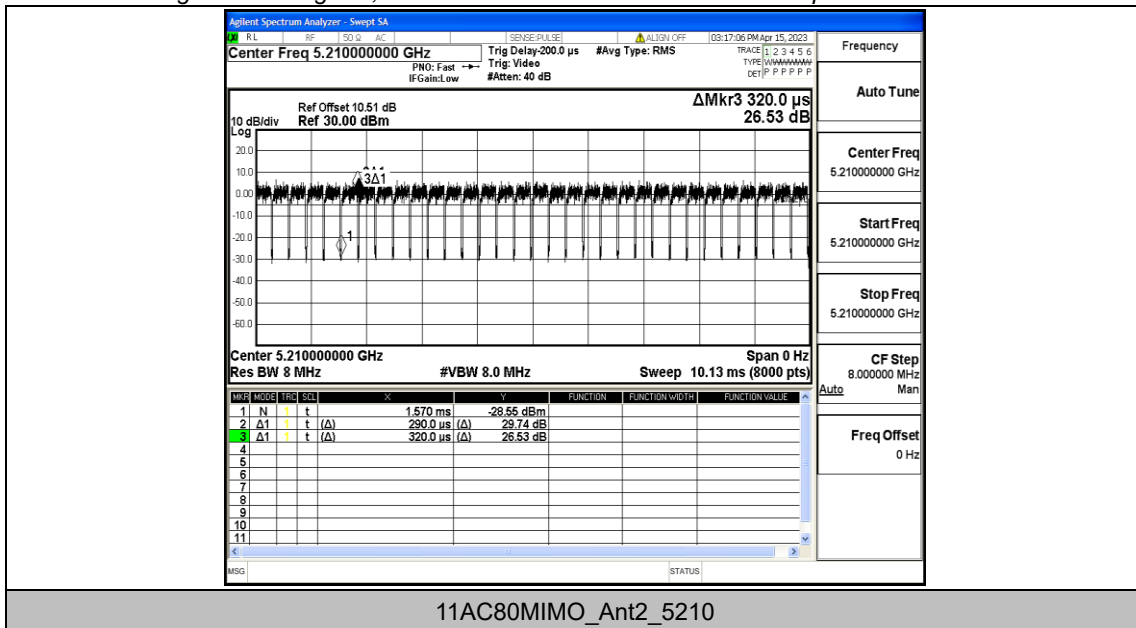 Agilent Spectrum Analyzer - Swept SA
RL RF 50 Ω AC SENSE:PULSE ALIGN OFF 03:17:06 PM Apr 15, 2023
Center Freq 5.210000000 GHz
PNO: Fast
IFGain:Low
Trig Delay-200.0 µs
Trig: Video
#Atten: 40 dB
#Avg Type: RMS
TRACE 1 2 3 4 5 6
TYPE
DET P P P P P P
Frequency
ΔMkr3 320.0 µs
26.53 dB
Ref Offset 10.51 dB
10 dB/div Ref 30.00 dBm
Log
20.0
10.0
0.00
-10.0
-20.0
-30.0
-40.0
-50.0
-60.0
3Δ1
1
Center 5.210000000 GHz Span 0 Hz
Res BW 8 MHz #VBW 8.0 MHz Sweep 10.13 ms (8000 pts)
MKR MODE TRC SCL X Y FUNCTION FUNCTION WIDTH FUNCTION VALUE
1 N 1 t 1.570 ms -28.55 dBm
2 Δ1 1 t (Δ) 290.0 µs (Δ) 29.74 dB
3 Δ1 1 t (Δ) 320.0 µs (Δ) 26.53 dB
4
5
6
7
8
9
10
11
MSG STATUS
Auto Tune
Center Freq
5.210000000 GHz
Start Freq
5.210000000 GHz
Stop Freq
5.210000000 GHz
CF Step
8.000000 MHz
Auto Man
Freq Offset
0 Hz
11AC80MIMO_Ant2_5210